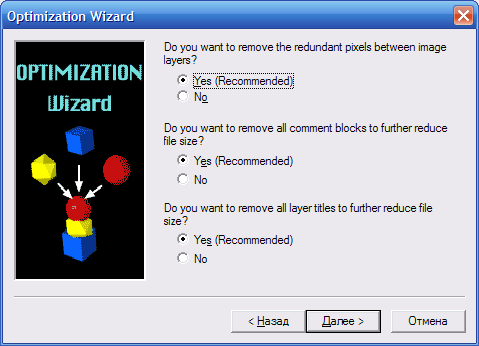 Optimization Wizard
OPTIMIZATION
Wizard
Do you want to remove the redundant pixels between image
layers?
Yes (Recommended)
No
Do you want to remove all comment blocks to further reduce
file size?
Yes (Recommended)
No
Do you want to remove all layer titles to further reduce file
size?
Yes (Recommended)
No
< Назад
Далее >
Отмена